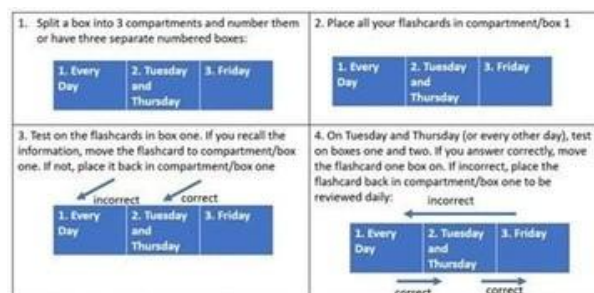 1. Split a box into 3 compartments and number them
or have three separate numbered boxes:
1. Every
Day
2. Tuesday
and
Thursday
3. Friday
2. Place all your flashcards in compartment/box 1
1. Every
Day
2. Tuesday
and
Thursday
3. Friday
3. Test on the flashcards in box one. If you recall the
information, move the flashcard to compartment/box
one. If not, place it back in compartment/box one
incorrect
correct
1. Every
Day
2. Tuesday
and
Thursday
3. Friday
4. On Tuesday and Thursday (or every other day), test
on boxes one and two. If you answer correctly, move
the flashcard one box on. If incorrect, place the
flashcard back in compartment/box one to be
reviewed daily:
incorrect
1. Every
Day
2. Tuesday
and
Thursday
3. Friday
correct
correct